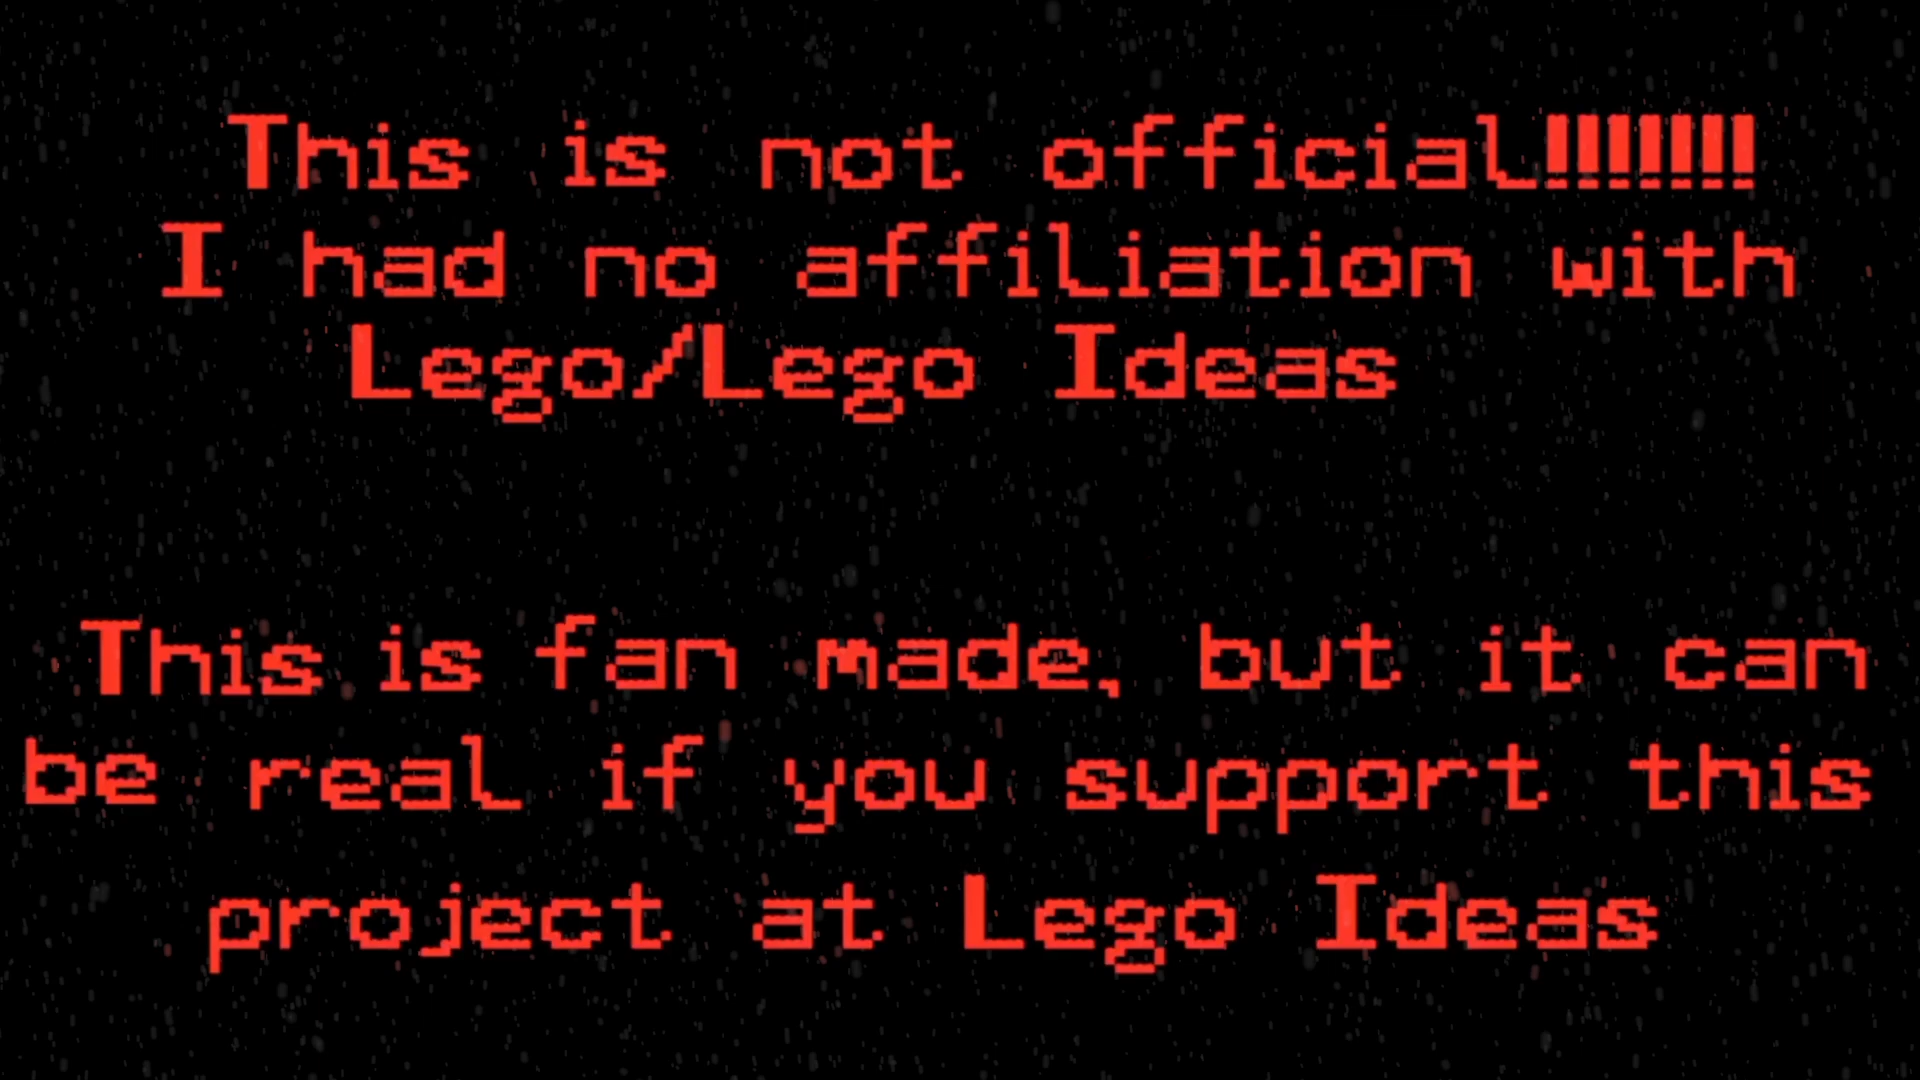 This is not official!!!!!!!
I had no affiliation with
Lego/Lego Ideas
This is fan made, but it can
be real if you support this
project at Lego Ideas